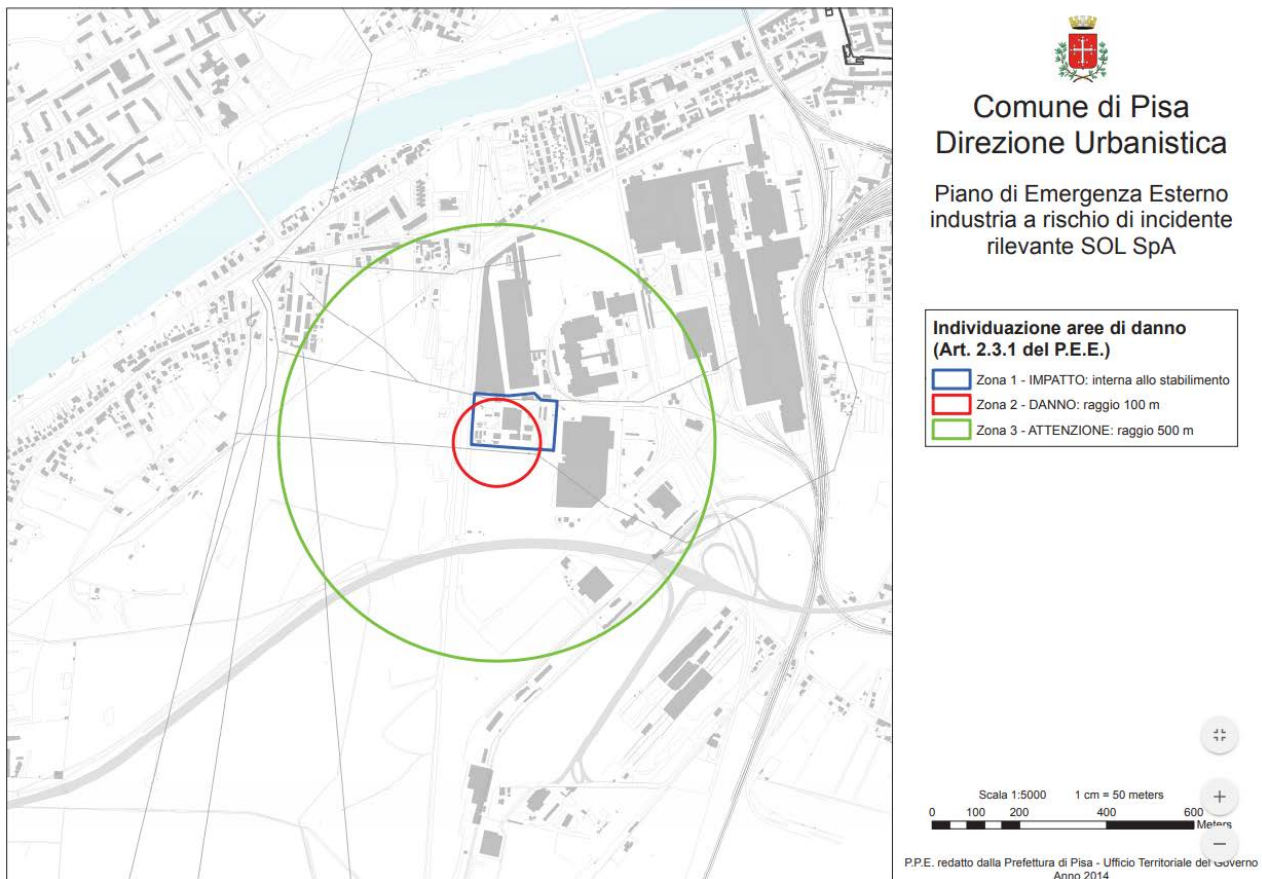 Comune di Pisa
Direzione Urbanistica
Piano di Emergenza Esterno
industria a rischio di incidente
rilevante SOL SpA
Individuazione aree di danno
(Art. 2.3.1 del P.E.E.)
Zona 1 - IMPATTO: interna allo stabilimento
Zona 2 - DANNO: raggio 100 m
Zona 3 - ATTENZIONE: raggio 500 m
Scala 1:5000 1 cm = 50 meters
0 100 200 400 600
Meters
P.P.E. redatto dalla Prefettura di Pisa - Ufficio Territoriale del Governo
Anno 2014